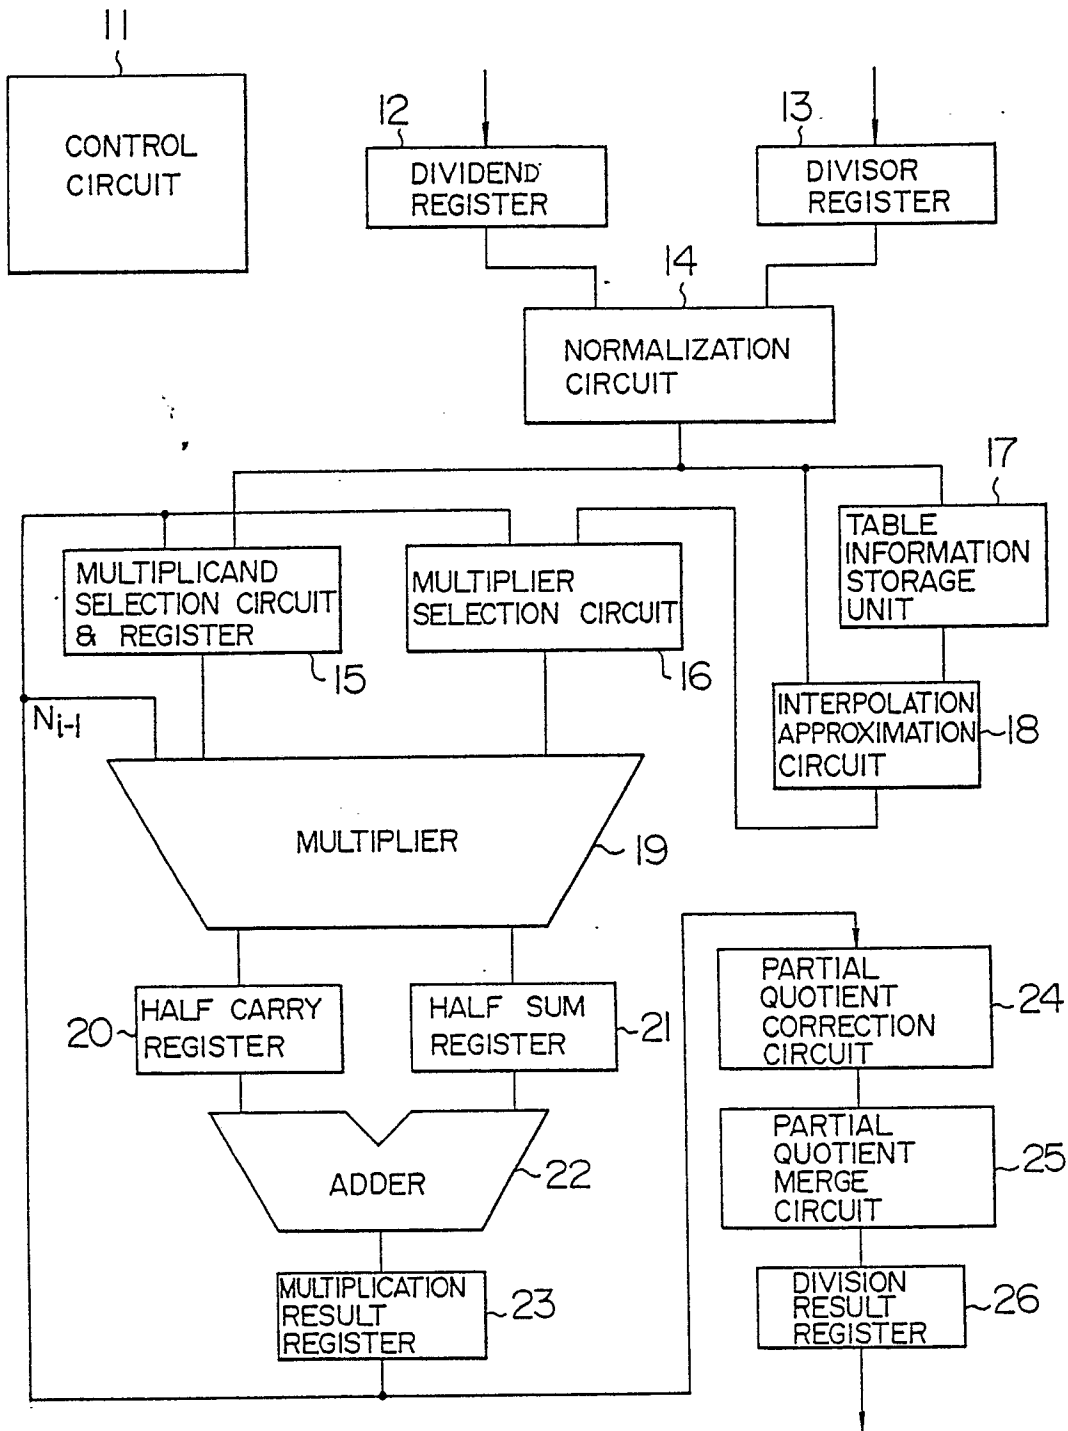 11
CONTROL
CIRCUIT
12
DIVIDEND
REGISTER
13
DIVISOR
REGISTER
14
NORMALIZATION
CIRCUIT
MULTIPLICAND
SELECTION CIRCUIT
& REGISTER
15
MULTIPLIER
SELECTION CIRCUIT
16
17
TABLE
INFORMATION
STORAGE
UNIT
INTERPOLATION
APPROXIMATION
CIRCUIT
18
Ni-1
MULTIPLIER
19
20
HALF CARRY
REGISTER
HALF SUM
REGISTER
21
ADDER
22
MULTIPLICATION
RESULT
REGISTER
23
PARTIAL
QUOTIENT
CORRECTION
CIRCUIT
24
PARTIAL
QUOTIENT
MERGE
CIRCUIT
25
DIVISION
RESULT
REGISTER
26